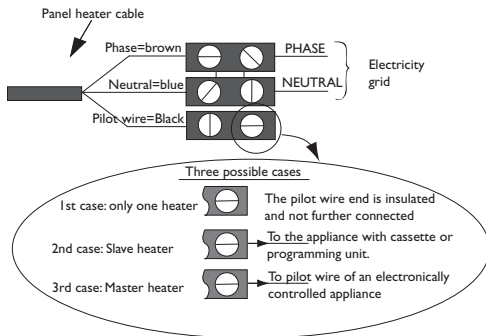 Panel heater cable
Phase=brown
PHASE
Electricity
grid
Neutral=blue
NEUTRAL
Pilot wire=Black
Three possible cases
1st case: only one heater
The pilot wire end is insulated
and not further connected
2nd case: Slave heater
To the appliance with cassette or
programming unit.
3rd case: Master heater
To pilot wire of an electronically
controlled appliance